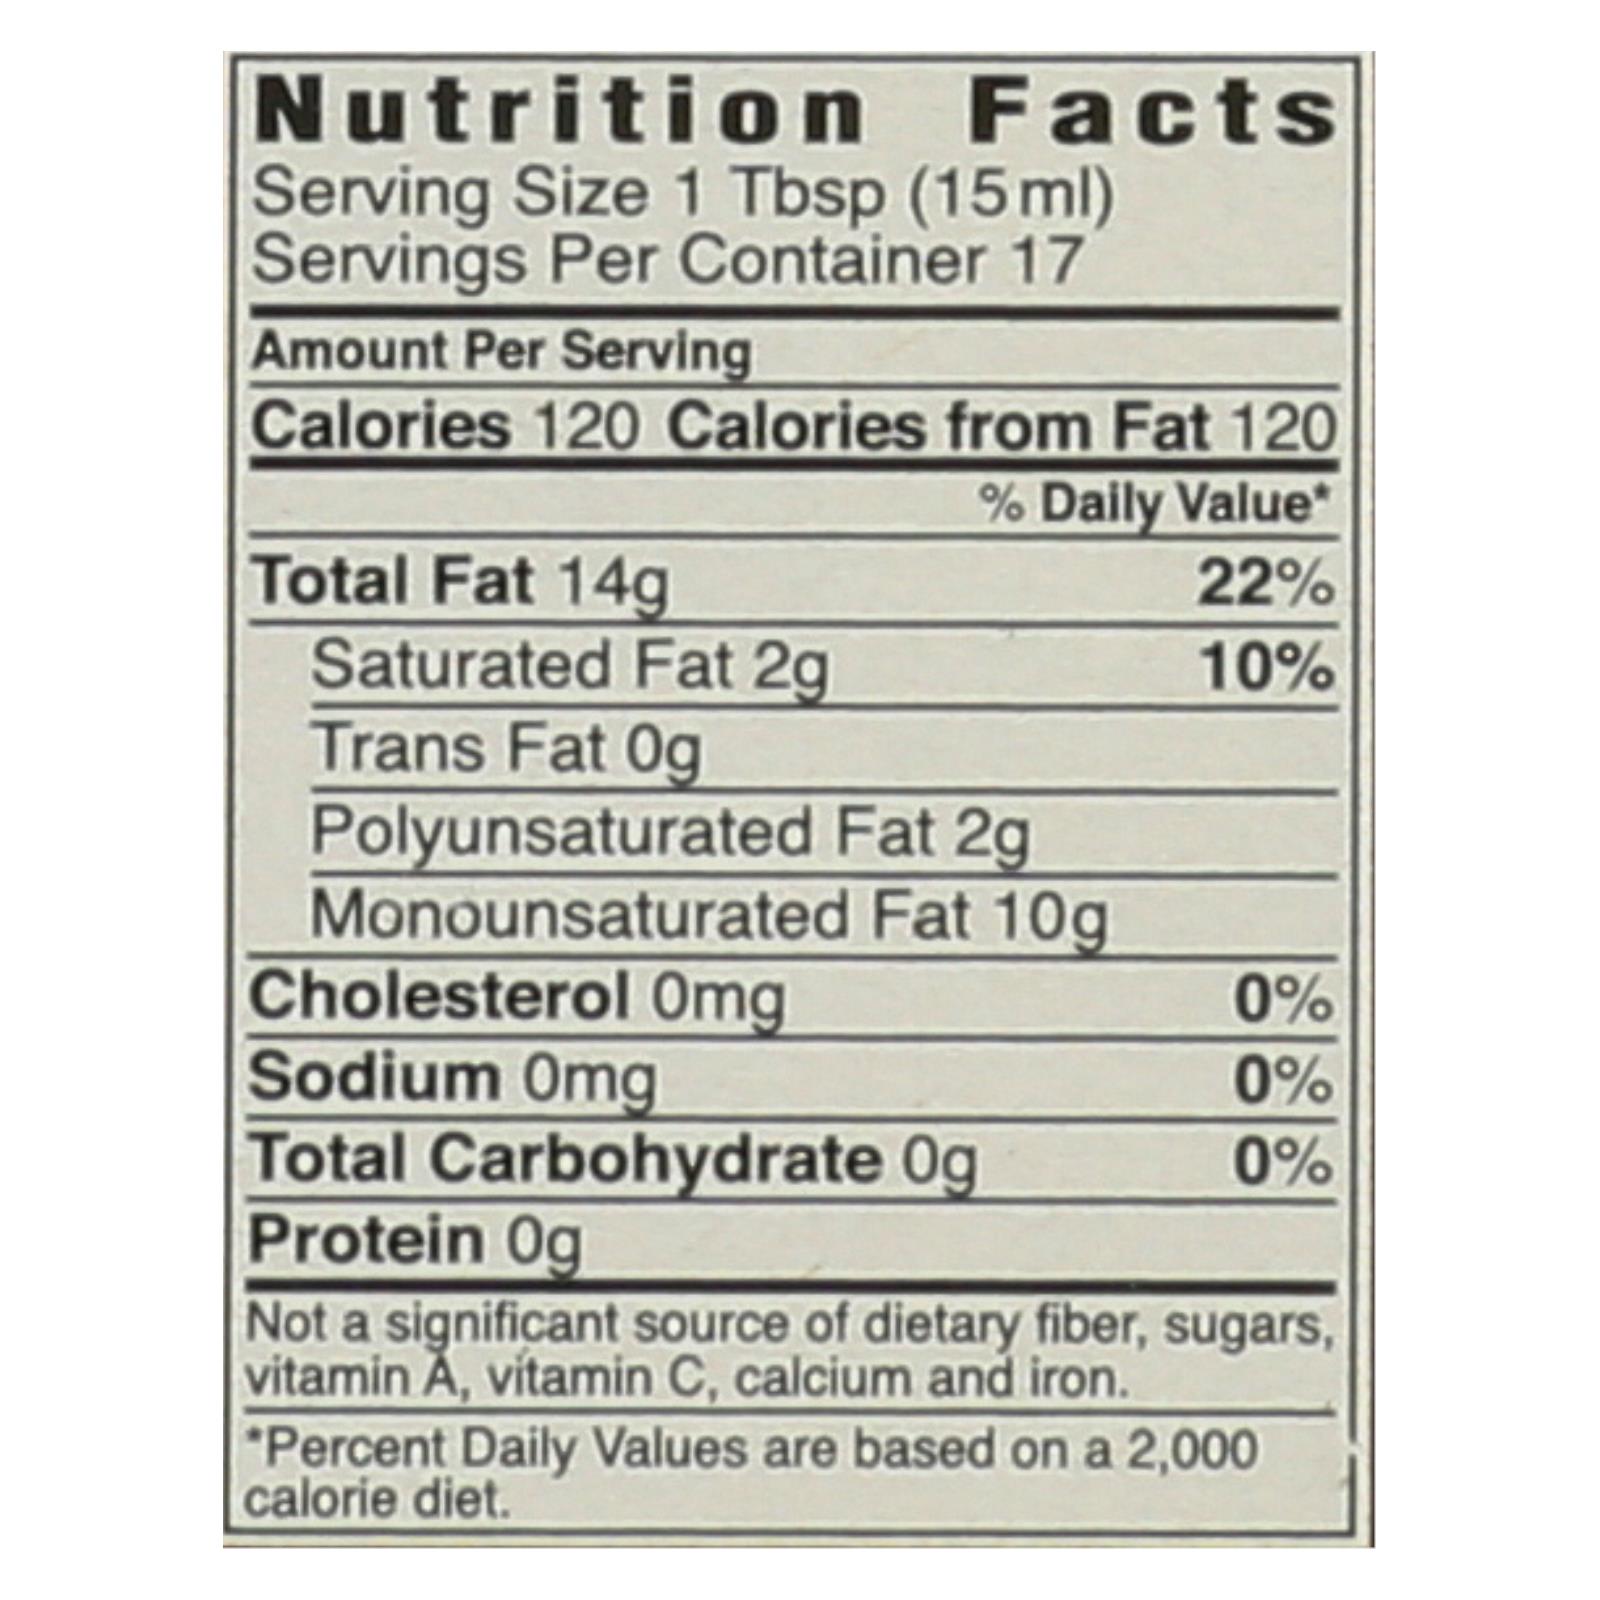 Nutrition Facts
Serving Size 1 Tbsp (15ml)
Servings Per Container 17
Amount Per Serving
Calories 120 Calories from Fat 120
% Daily Value*
Total Fat 14g 22%
Saturated Fat 2g 10%
Trans Fat 0g
Polyunsaturated Fat 2g
Monounsaturated Fat 10g
Cholesterol 0mg 0%
Sodium 0mg 0%
Total Carbohydrate 0g 0%
Protein 0g
Not a significant source of dietary fiber, sugars,
vitamin A, vitamin C, calcium and iron.
*Percent Daily Values are based on a 2,000
calorie diet.